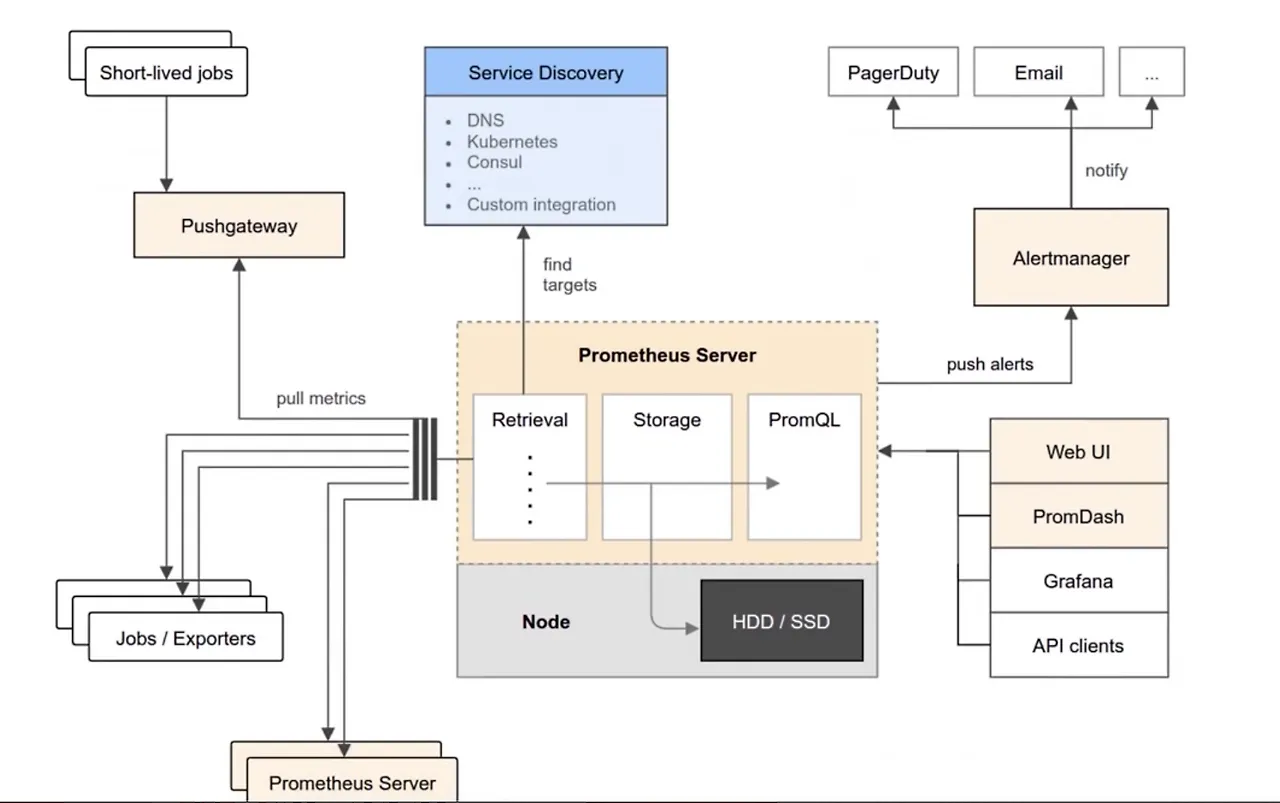 Short-lived jobs
Service Discovery
DNS
Kubernetes
Consul
...
Custom integration
PagerDuty
Email
...
notify
Pushgateway
Alertmanager
find
targets
Prometheus Server
push alerts
pull metrics
Retrieval
Storage
PromQL
Web UI
PromDash
Grafana
API clients
Node
HDD / SSD
Jobs / Exporters
Prometheus Server